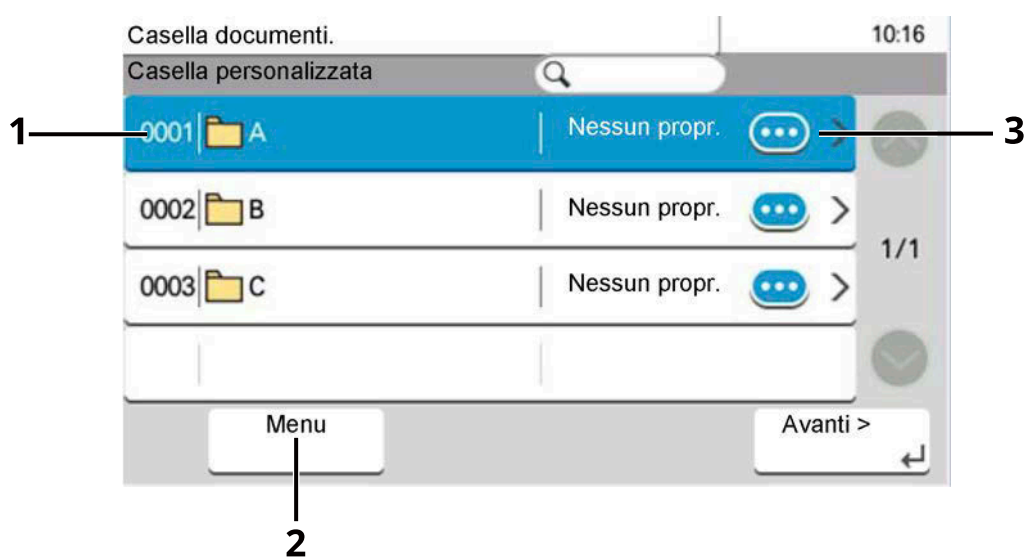 Casella documenti. 10:16
Casella personalizzata
1 0001 A Nessun propr. 3
0002 B Nessun propr.
1/1
0003 C Nessun propr.
Menu Avanti >
2